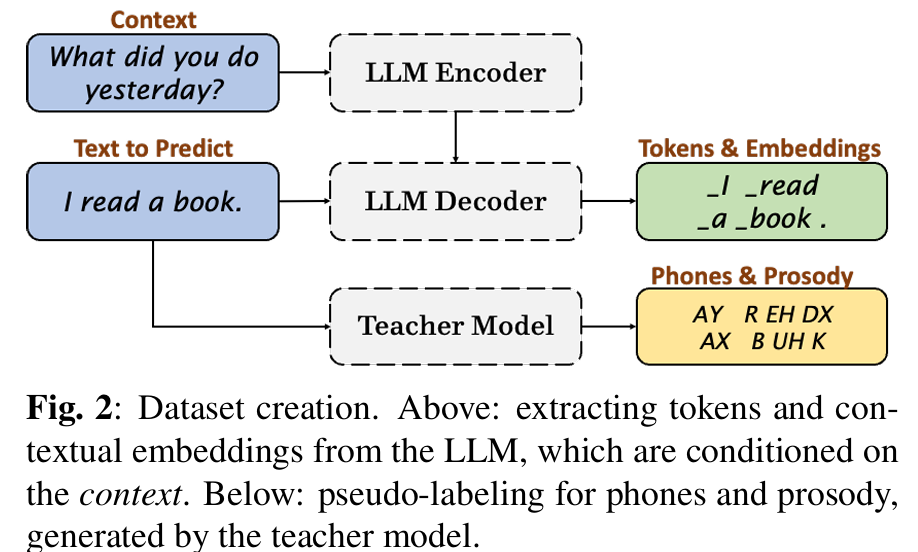 Context
What did you do
yesterday?
LLM Encoder
Text to Predict
I read a book.
LLM Decoder
Tokens & Embeddings
_I _read
_a _book .
Phones & Prosody
Teacher Model
AY R EH DX
AX B UH K
Fig. 2: Dataset creation. Above: extracting tokens and con-
textual embeddings from the LLM, which are conditioned on
the context. Below: pseudo-labeling for phones and prosody,
generated by the teacher model.